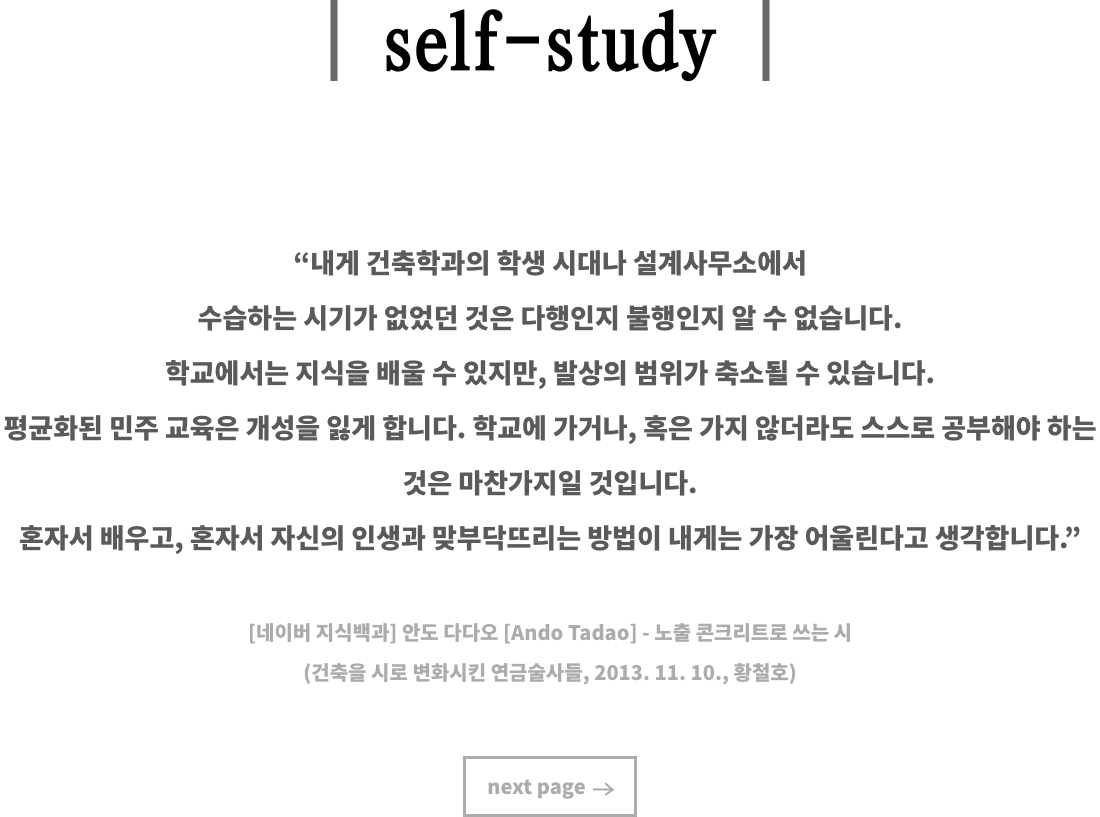 self-study
“내게 건축학과의 학생 시대나 설계사무소에서
수습하는 시기가 없었던 것은 다행인지 불행인지 알 수 없습니다.
학교에서는 지식을 배울 수 있지만, 발상의 범위가 축소될 수 있습니다.
평균화된 민주 교육은 개성을 잃게 합니다. 학교에 가거나, 혹은 가지 않더라도 스스로 공부해야 하는
것은 마찬가지일 것입니다.
혼자서 배우고, 혼자서 자신의 인생과 맞부닥뜨리는 방법이 내게는 가장 어울린다고 생각합니다.”
[네이버 지식백과] 안도 다다오 [Ando Tadao] - 노출 콘크리트로 쓰는 시
(건축을 시로 변화시킨 연금술사들, 2013. 11. 10., 황철호)
next page →